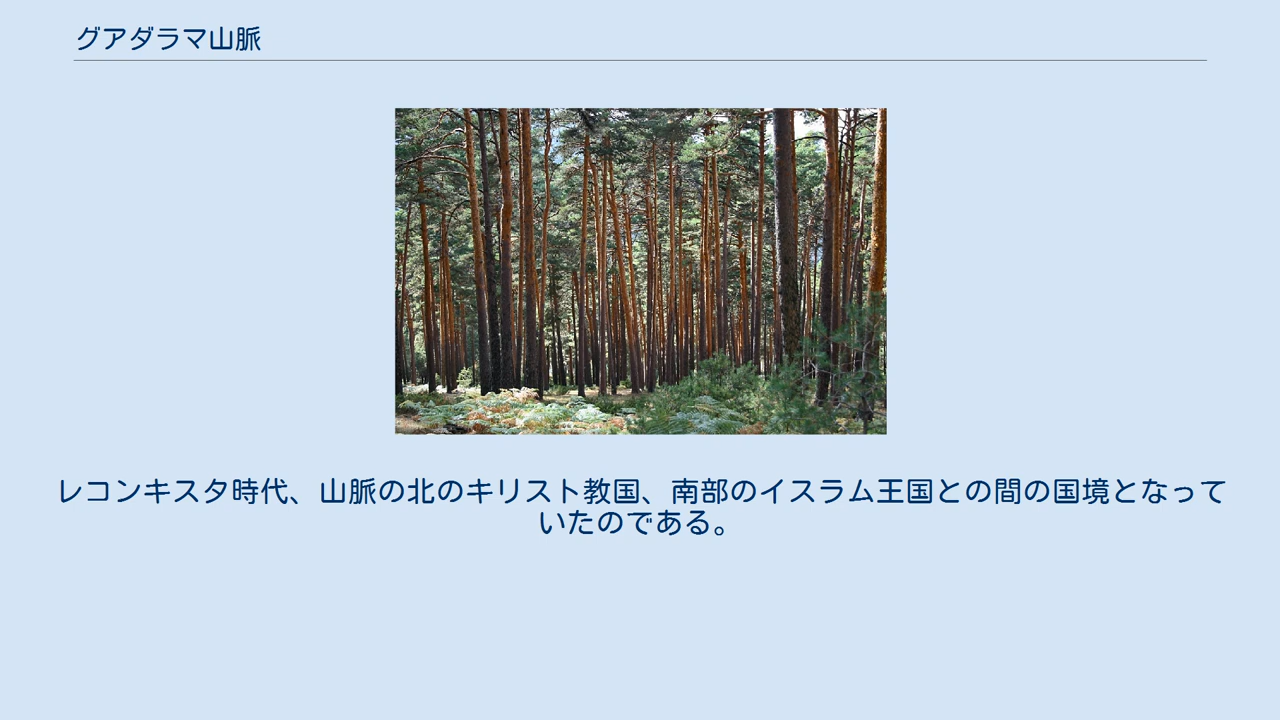 グアダラマ山脈
レコンキスタ時代、山脈の北のキリスト教国、南部のイスラム王国との間の国境となって
いたのである。